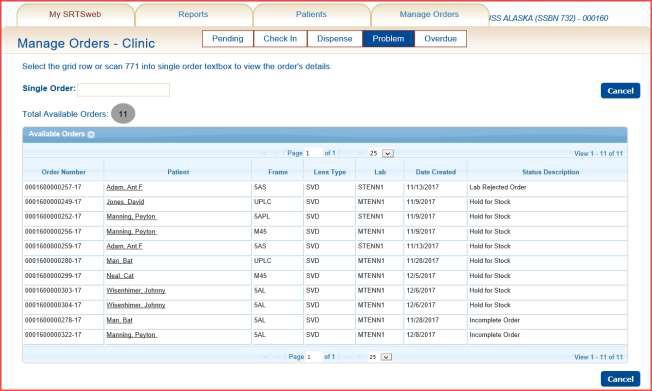 My SRTSweb Reports Patients Manage Orders
USS ALASKA (SSBN 732) - 000160
Manage Orders - Clinic
Pending Check In Dispense Problem Overdue
Select the grid row or scan 771 into single order textbox to view the order's details.
Single Order:
Cancel
Total Available Orders: 11
Available Orders
Page 1 of 1 25 View 1 - 11 of 11
Order Number Patient Frame Lens Type Lab Date Created Status Description
0001600000257-17 Adam, Ant F 5AS SVD STENN1 11/13/2017 Lab Rejected Order
0001600000249-17 Jones, David UPLC SVD MTENN1 11/9/2017 Hold for Stock
0001600000252-17 Manning, Peyton 5APL SVD STENN1 11/9/2017 Hold for Stock
0001600000256-17 Manning, Peyton M45 SVD MTENN1 11/9/2017 Hold for Stock
0001600000259-17 Adam, Ant F 5AS SVD STENN1 11/13/2017 Hold for Stock
0001600000280-17 Man, Bat UPLC SVD MTENN1 11/28/2017 Hold for Stock
0001600000299-17 Neal, Cat M45 SVD MTENN1 12/5/2017 Hold for Stock
0001600000303-17 Wisenhimer, Johnny 5AL SVD MTENN1 12/6/2017 Hold for Stock
0001600000304-17 Wisenhimer, Johnny 5AL SVD MTENN1 12/6/2017 Hold for Stock
0001600000278-17 Man, Bat 5AL SVD MTENN1 11/28/2017 Incomplete Order
0001600000322-17 Manning, Peyton 5AL SVD MTENN1 12/8/2017 Incomplete Order
Page 1 of 1 25 View 1 - 11 of 11
Cancel